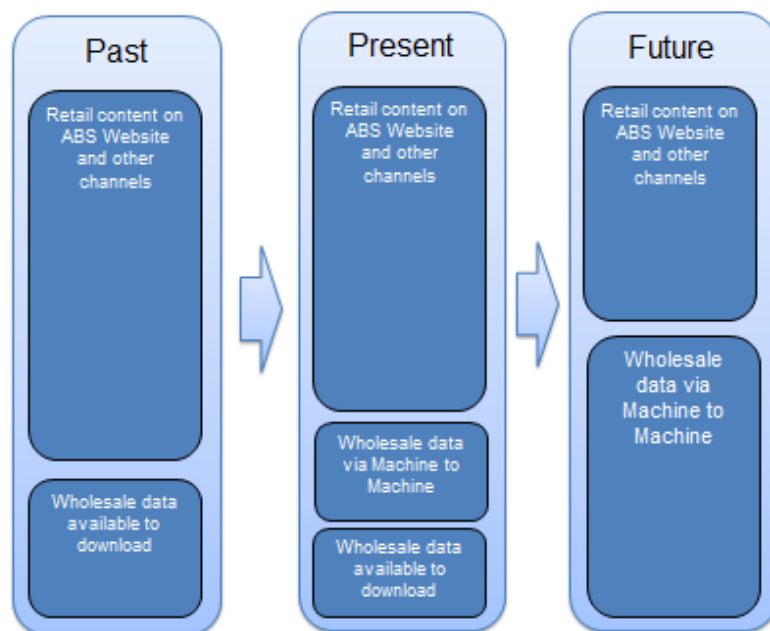 Past
Retail content on
ABS Website
and other
channels
Wholesale data
available to
download
Present
Retail content on
ABS Website
and other
channels
Wholesale data
via Machine to
Machine
Wholesale data
available to
download
Future
Retail content on
ABS Website
and other
channels
Wholesale
data via
Machine to
Machine